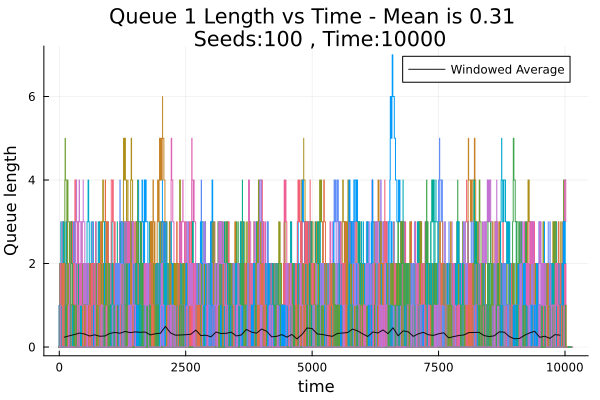 Queue 1 Length vs Time - Mean is 0.31
Seeds:100 , Time:10000
Windowed Average
6
4
2
0
Queue length
0 2500 5000 7500 10000
time